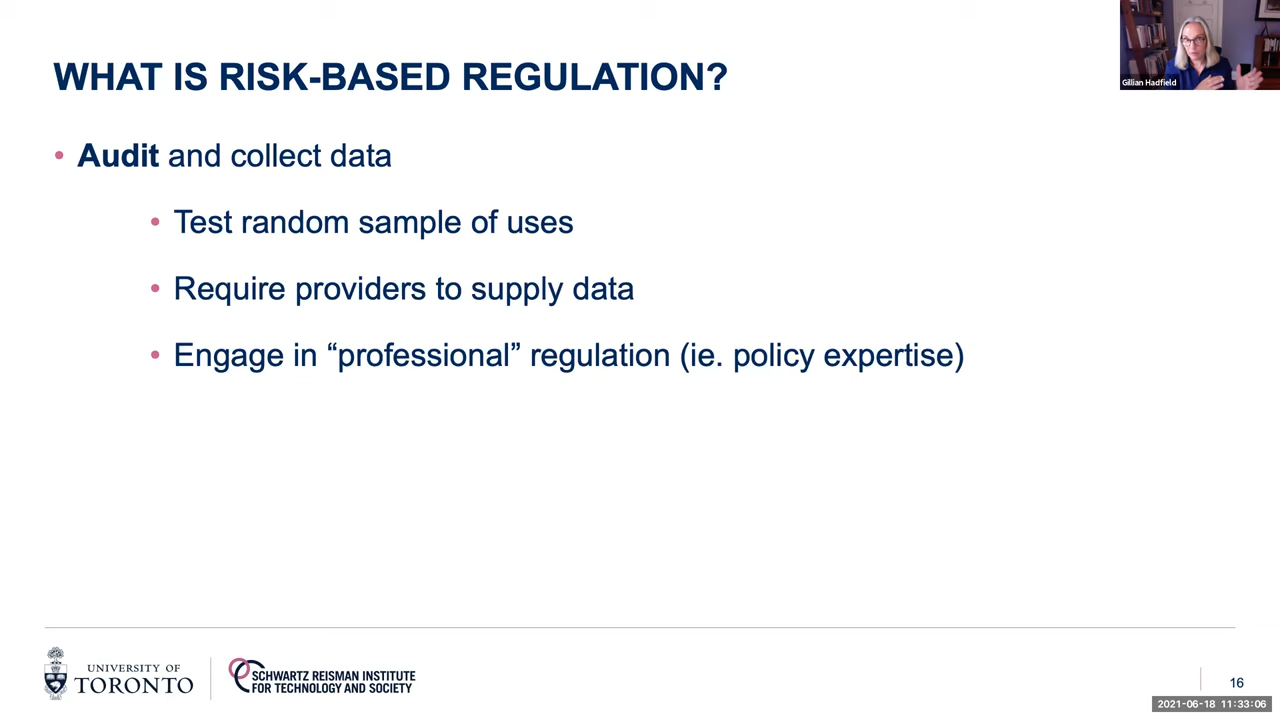 WHAT IS RISK-BASED REGULATION?
Gillian Hadfield
• Audit and collect data
• Test random sample of uses
• Require providers to supply data
• Engage in “professional” regulation (ie. policy expertise)
UNIVERSITY OF
TORONTO
SCHWARTZ REISMAN INSTITUTE
FOR TECHNOLOGY AND SOCIETY
16
2021-06-18 11:33:06